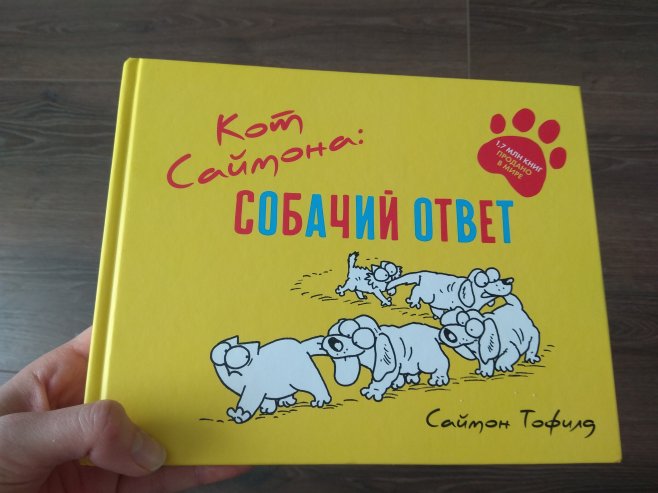 Кот
Саймона:
СОБАЧИЙ ОТВЕТ
1,7 МЛН КНИГ
ПРОДАНО
В МИРЕ
Саймон Тофилд